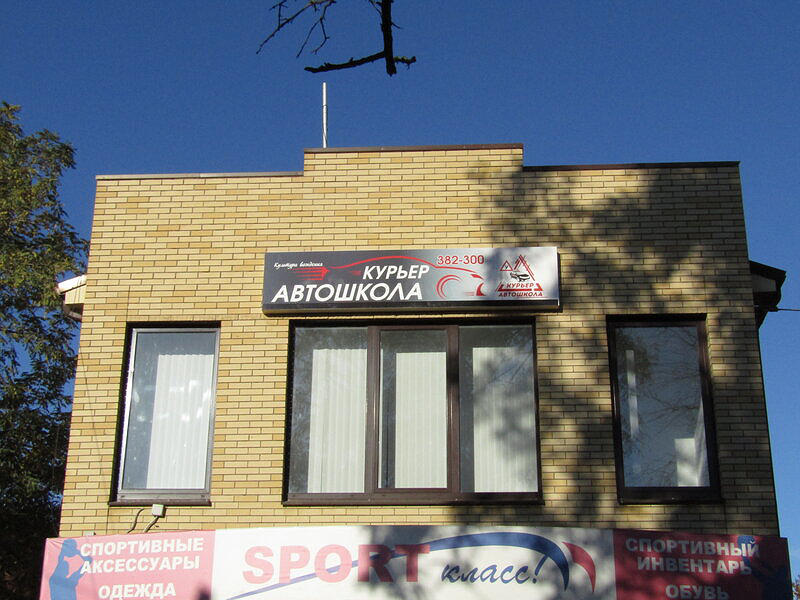 Культура вождения
382-300
КУРЬЕР
АВТОШКОЛА
КУРЬЕР
АВТОШКОЛА
СПОРТИВНЫЕ
АКСЕССУАРЫ
ОДЕЖДА
SPORT класс!
СПОРТИВНЫЙ
ИНВЕНТАРЬ
ОБУВЬ